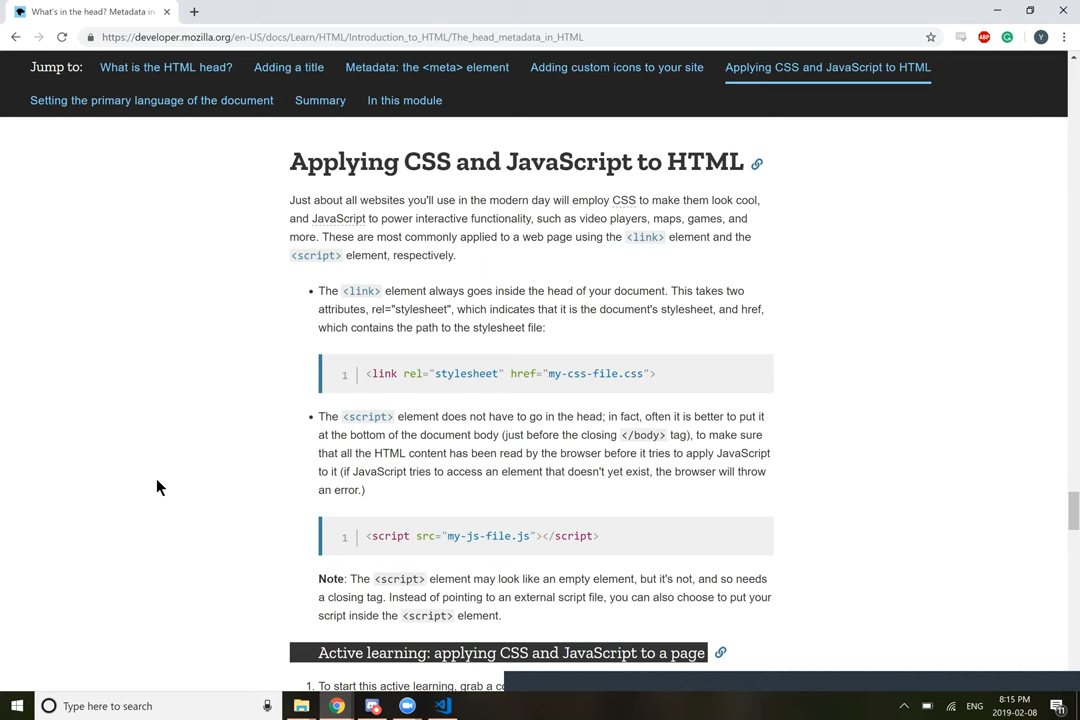 What's in the head? Metadata in
https://developer.mozilla.org/en-US/docs/Learn/HTML/Introduction_to_HTML/The_head_metadata_in_HTML
ABP
Y
Jump to: What is the HTML head? Adding a title Metadata: the <meta> element Adding custom icons to your site Applying CSS and JavaScript to HTML
Setting the primary language of the document Summary In this module
Applying CSS and JavaScript to HTML
Just about all websites you'll use in the modern day will employ CSS to make them look cool,
and JavaScript to power interactive functionality, such as video players, maps, games, and
more. These are most commonly applied to a web page using the <link> element and the
<script> element, respectively.
• The <link> element always goes inside the head of your document. This takes two
attributes, rel="stylesheet", which indicates that it is the document's stylesheet, and href,
which contains the path to the stylesheet file:
1 <link rel="stylesheet" href="my-css-file.css">
• The <script> element does not have to go in the head; in fact, often it is better to put it
at the bottom of the document body (just before the closing </body> tag), to make sure
that all the HTML content has been read by the browser before it tries to apply JavaScript
to it (if JavaScript tries to access an element that doesn't yet exist, the browser will throw
an error.)
1 <script src="my-js-file.js"></script>
Note: The <script> element may look like an empty element, but it's not, and so needs
a closing tag. Instead of pointing to an external script file, you can also choose to put your
script inside the <script> element.
Active learning: applying CSS and JavaScript to a page
1. To start this active learning, grab a
Type here to search
ENG
8:15 PM
2019-02-08
11